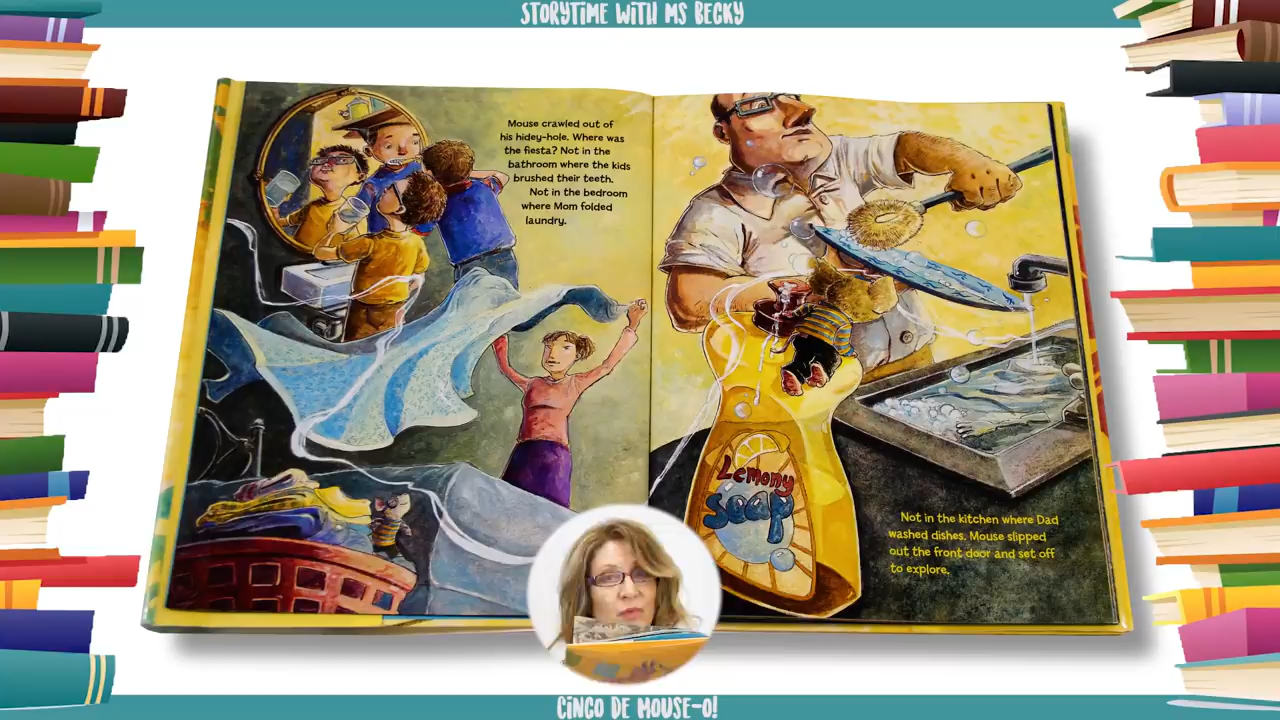 STORYTIME WITH MS BECKY
Mouse crawled out of
his hidey-hole. Where was
the fiesta? Not in the
bathroom where the kids
brushed their teeth.
Not in the bedroom
where Mom folded
laundry.
Lemony
Soap
Not in the kitchen where Dad
washed dishes. Mouse slipped
out the front door and set off
to explore.
CINCO DE MOUSE-O!